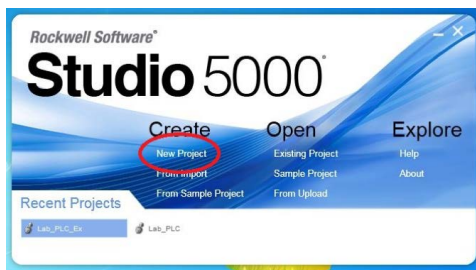 Rockwell Software®
Studio 5000®
Create Open Explore
New Project Existing Project Help
From Import Sample Project About
From Sample Project From Upload
Recent Projects
Lab_PLC_Ex Lab_PLC